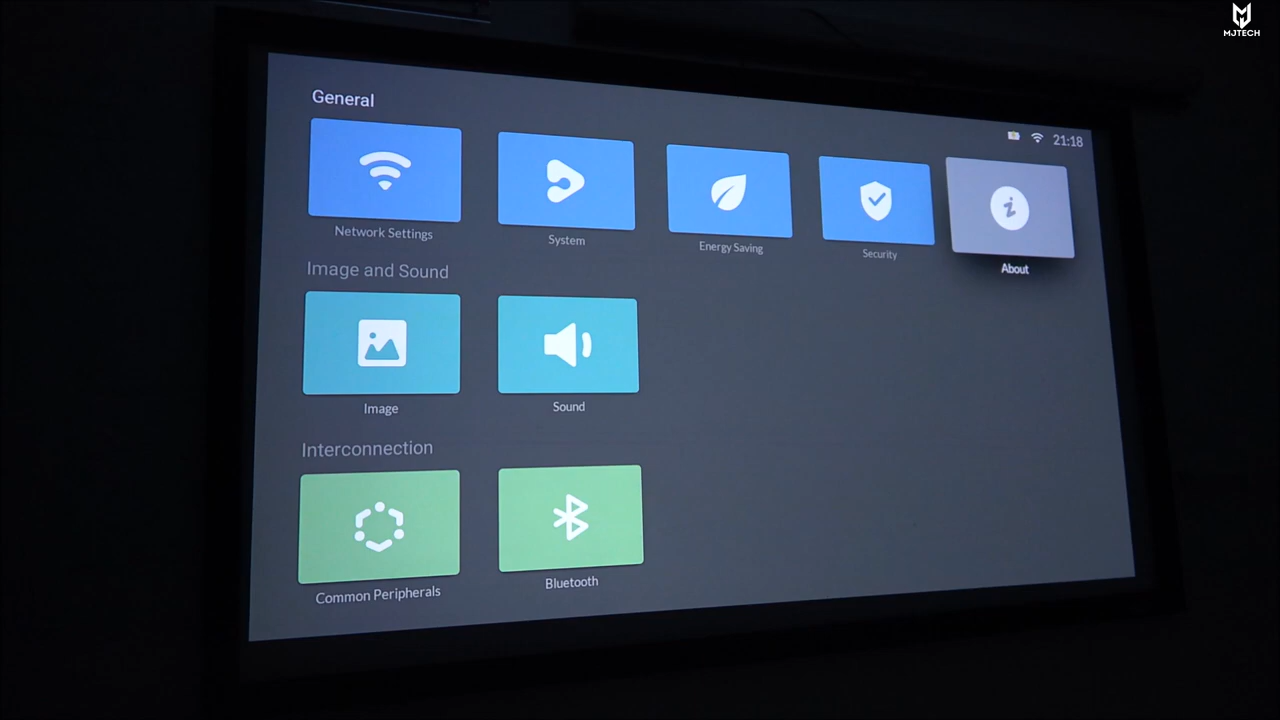 MJTECH
General
21:18
Network Settings
System
Energy Saving
Security
About
Image and Sound
Image
Sound
Interconnection
Common Peripherals
Bluetooth